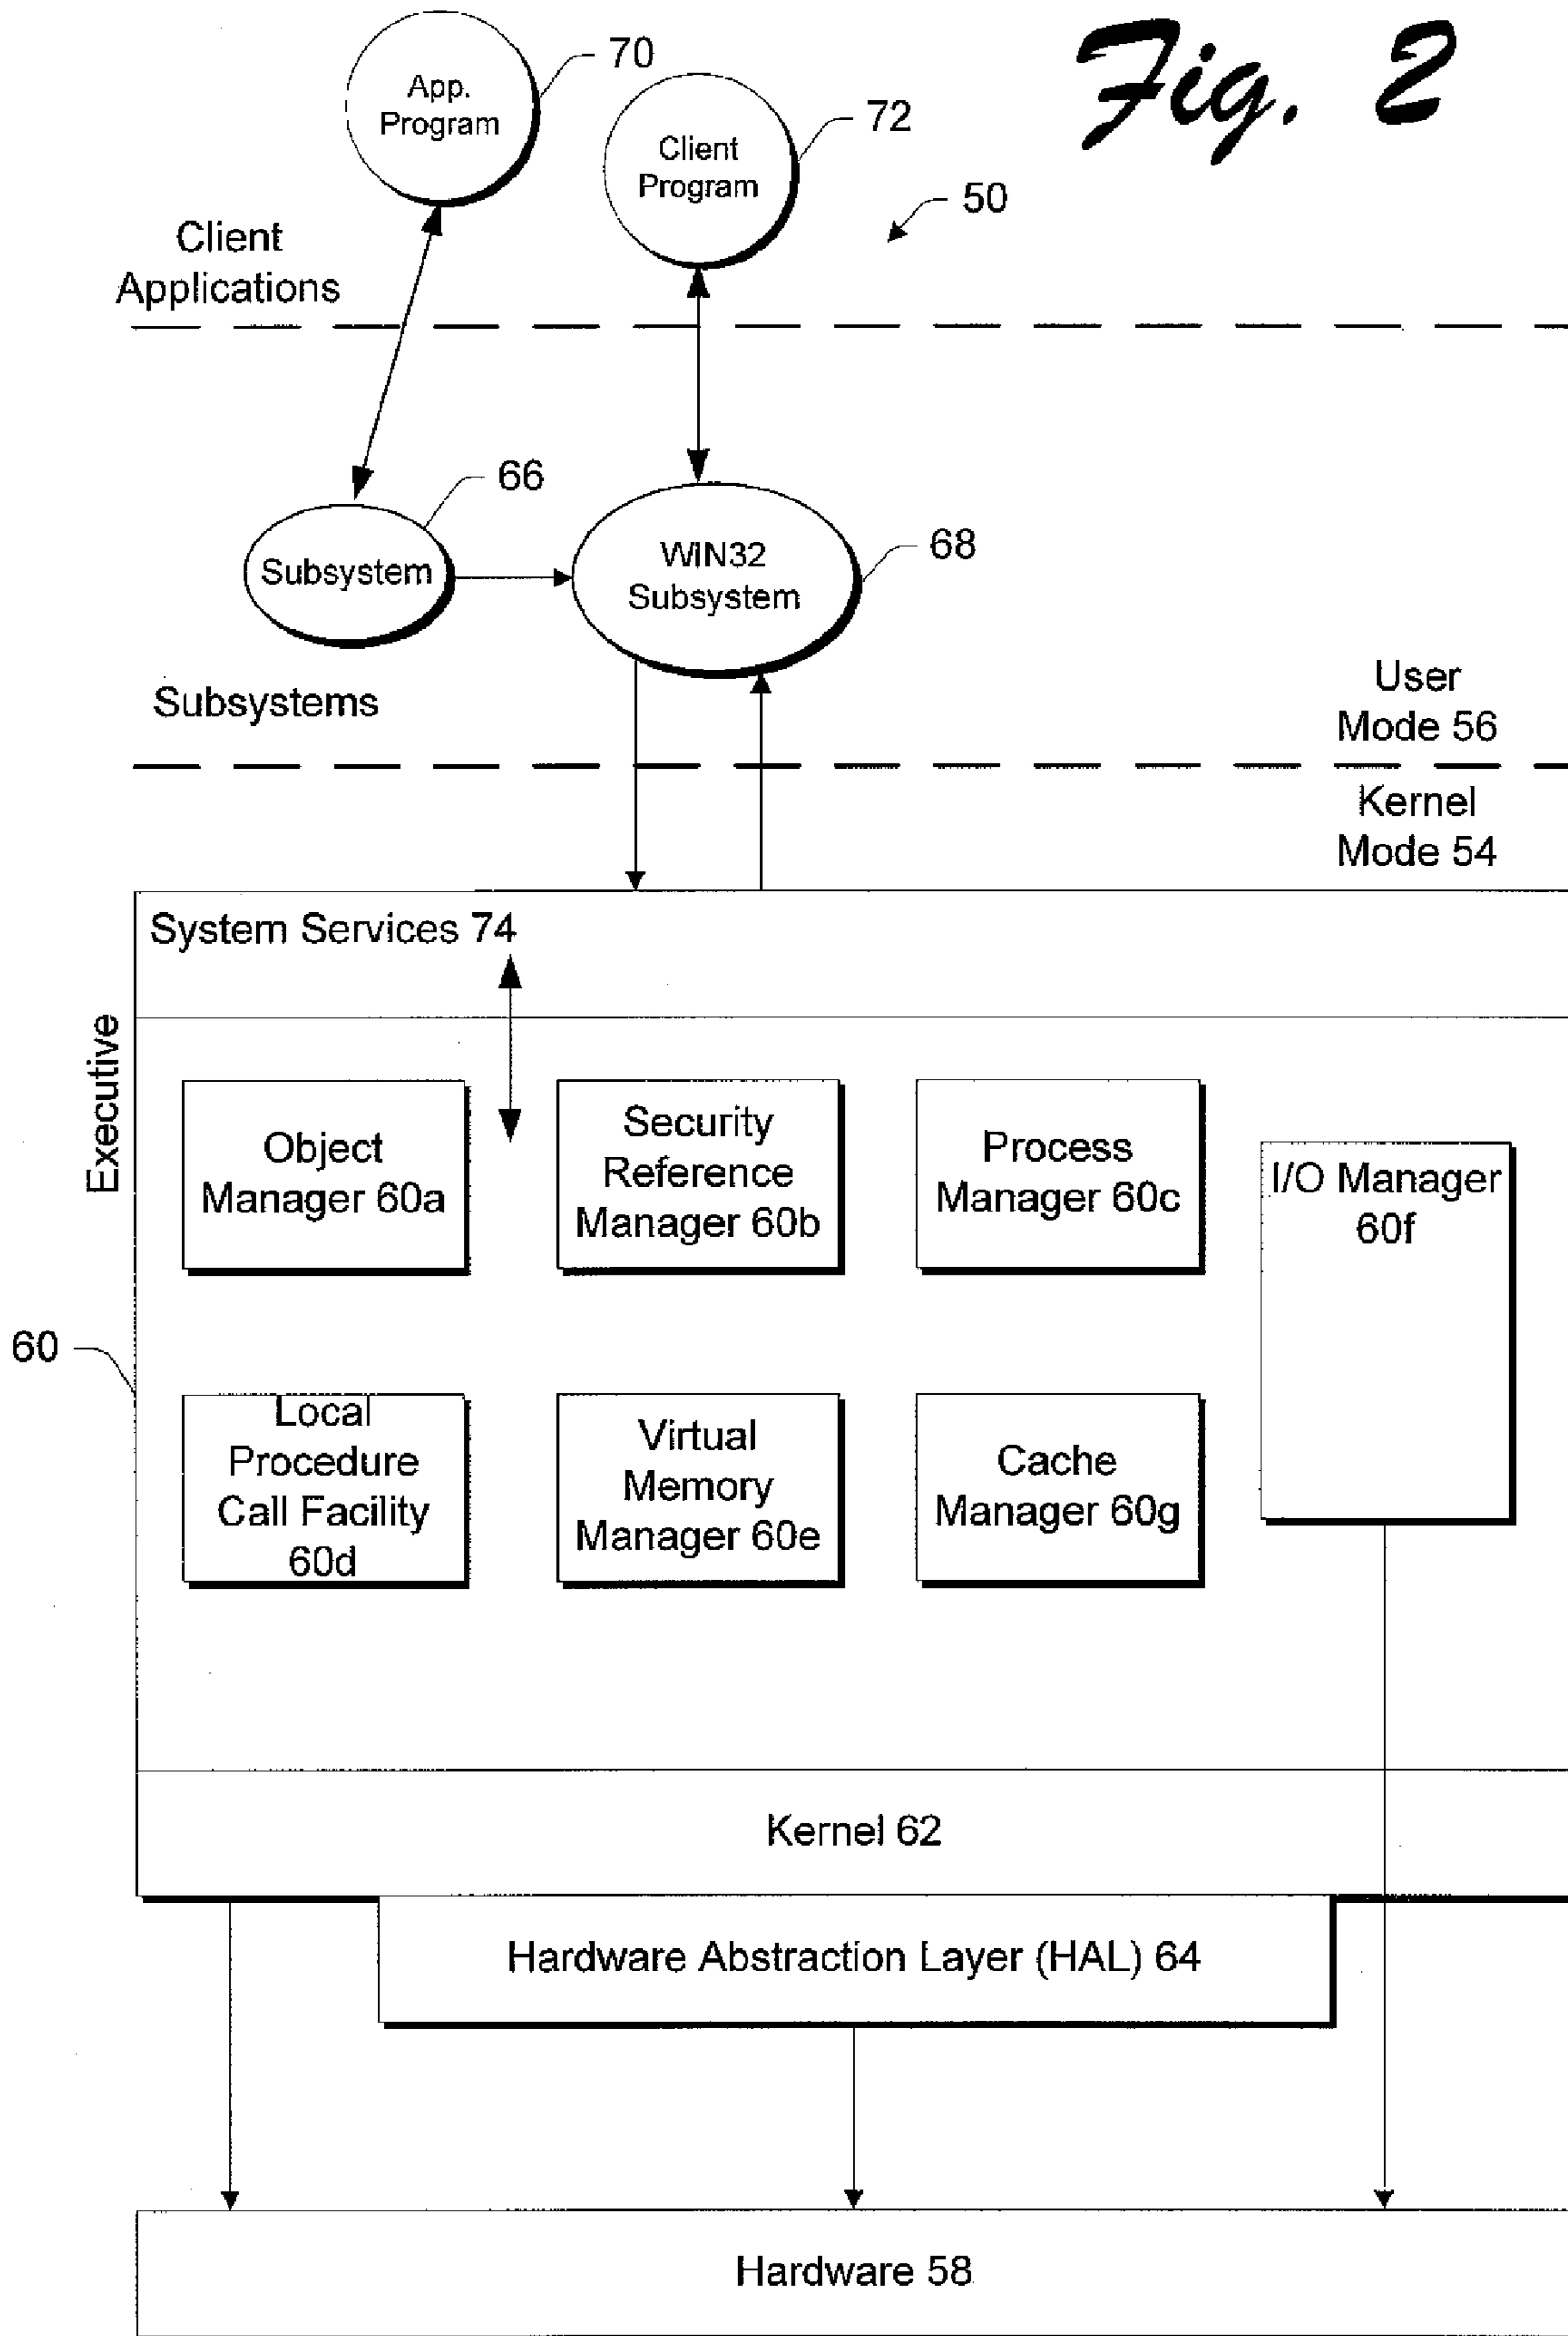 Fig. 2
App.
Program
70
Client
Program
72
50
Client
Applications
66
Subsystem
WIN32
Subsystem
68
Subsystems
User
Mode 56
Kernel
Mode 54
System Services 74
Executive
Object
Manager 60a
Security
Reference
Manager 60b
Process
Manager 60c
I/O Manager
60f
60
Local
Procedure
Call Facility
60d
Virtual
Memory
Manager 60e
Cache
Manager 60g
Kernel 62
Hardware Abstraction Layer (HAL) 64
Hardware 58